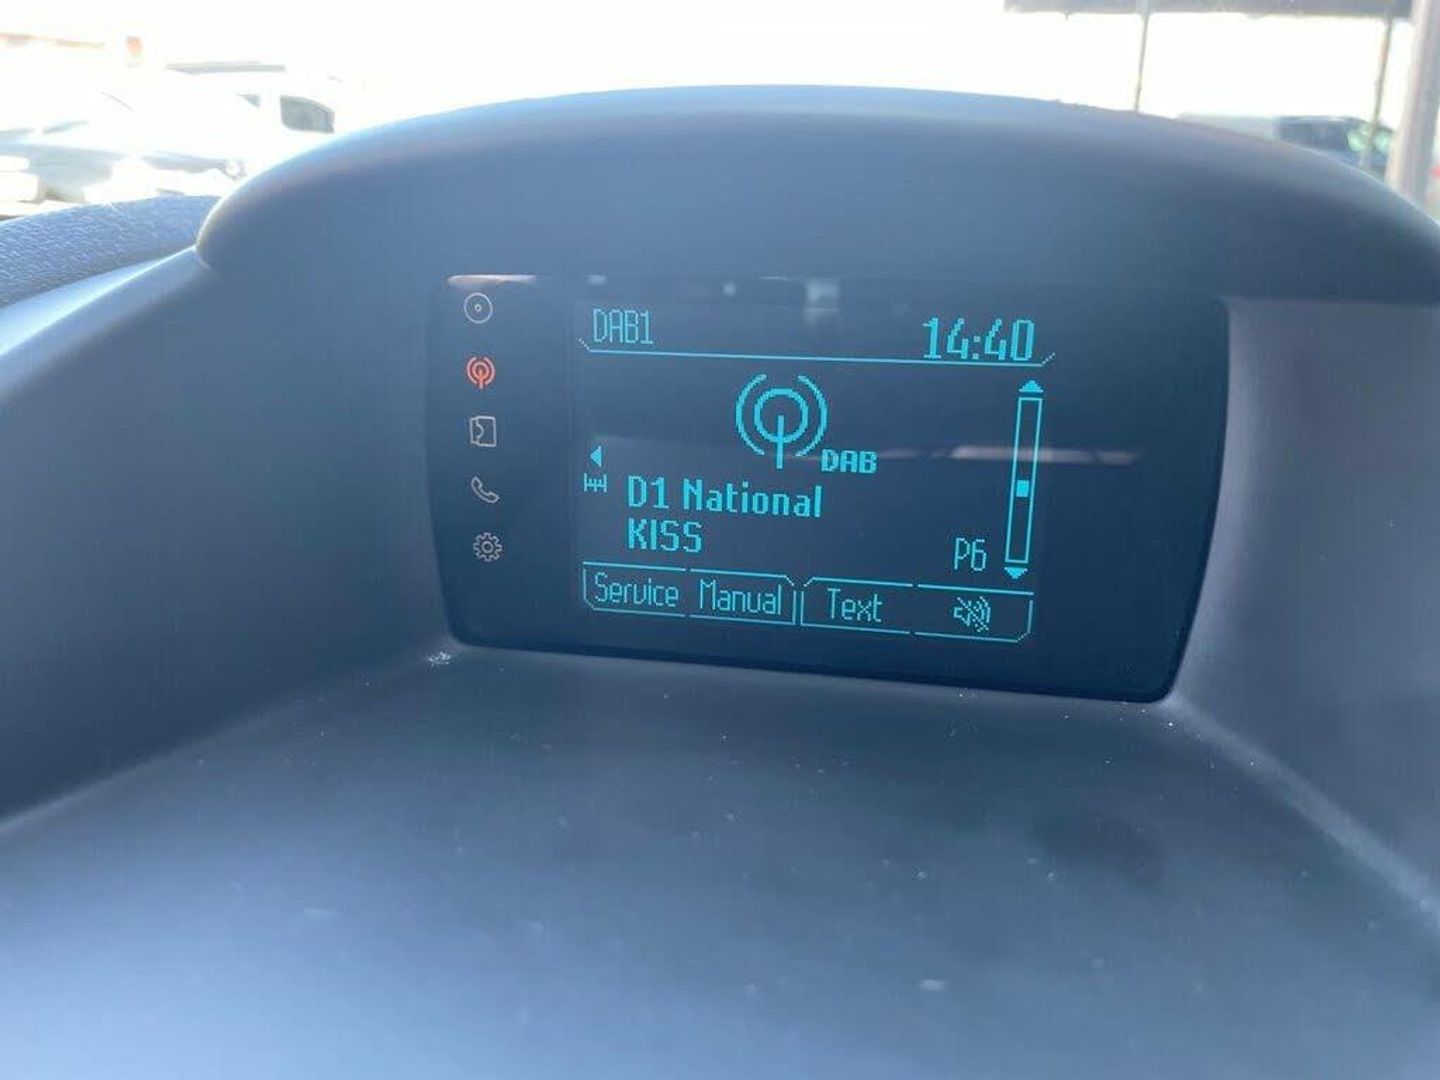 DAB1 14:40
DAB
D1 National
KISS
P6
Service Manual Text